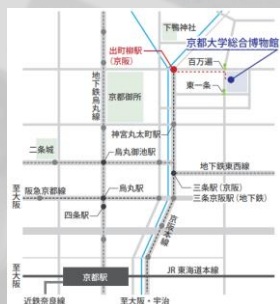 下鴨神社
出町柳駅
(京阪)
百万遍
京都大学総合博物館
地下鉄烏丸線
京都御所
東一条
神宮丸太町駅
二条城
烏丸御池駅
地下鉄東西線
至大阪
阪急京都線
烏丸駅
三条駅(京阪)
三条京阪駅(地下鉄)
四条駅
京阪本線
至大阪
京都駅
JR 東海道本線
近鉄奈良線
至大阪・宇治